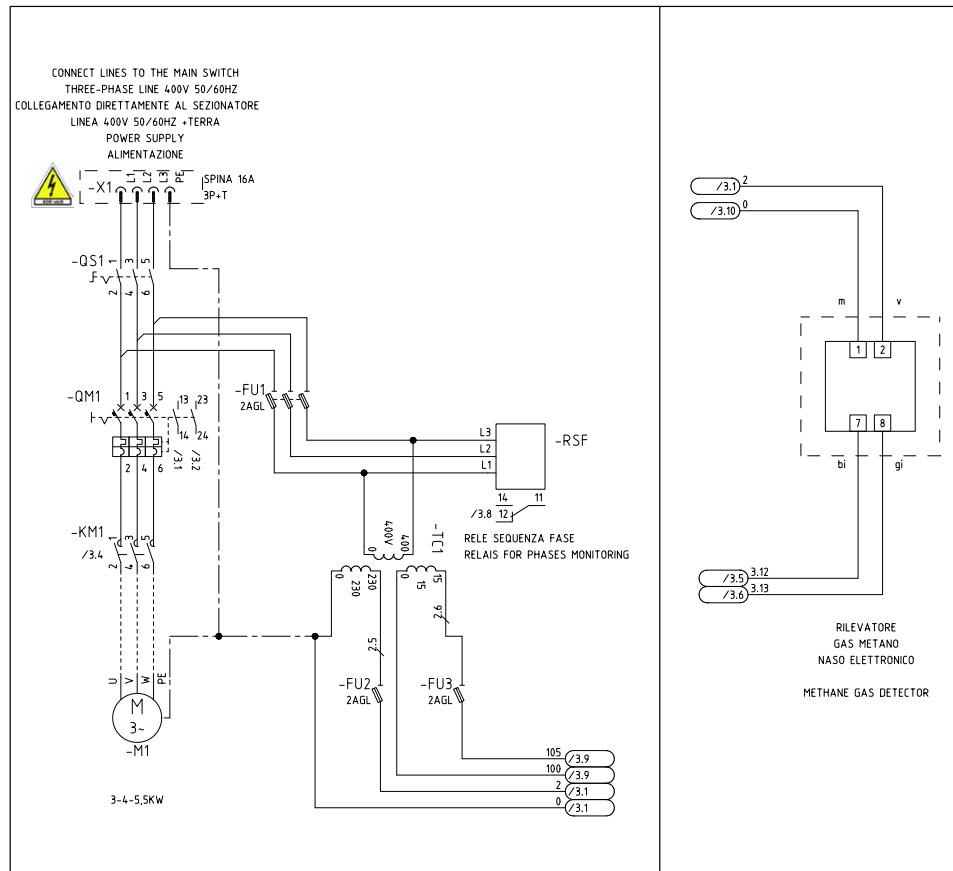 CONNECT LINES TO THE MAIN SWITCH
THREE-PHASE LINE 400V 50/60HZ
COLLEGAMENTO DIRETTAMENTE AL SEZIONATORE
LINEA 400V 50/60HZ +TERRA
POWER SUPPLY
ALIMENTAZIONE
-X1 L1 L2 L3 PE
SPINA 16A
3P+T
-QS1 1 3 5
2 4 6
-QM1 1 3 5 13 23
14 24
2 4 6 /3.1 /3.2
-KM1 1 3 5
/3.4
2 4 6
U V W PE
M
3~
-M1
3-4-5,5KW
-FU1
2AGL
L3
L2
L1
-RSF
14 11
/3.8 12
RELE SEQUENZA FASE
RELAIS FOR PHASES MONITORING
0 400V 400
-TC1
0 230 230
0 15 15
2.5
2.6
-FU2
2AGL
-FU3
2AGL
105 /3.9
100 /3.9
2 /3.1
0 /3.1
/3.1 2
/3.10 0
m v
1 2
7 8
bi gi
/3.5 3.12
/3.6 3.13
RILEVATORE
GAS METANO
NASO ELETTRONICO
METHANE GAS DETECTOR